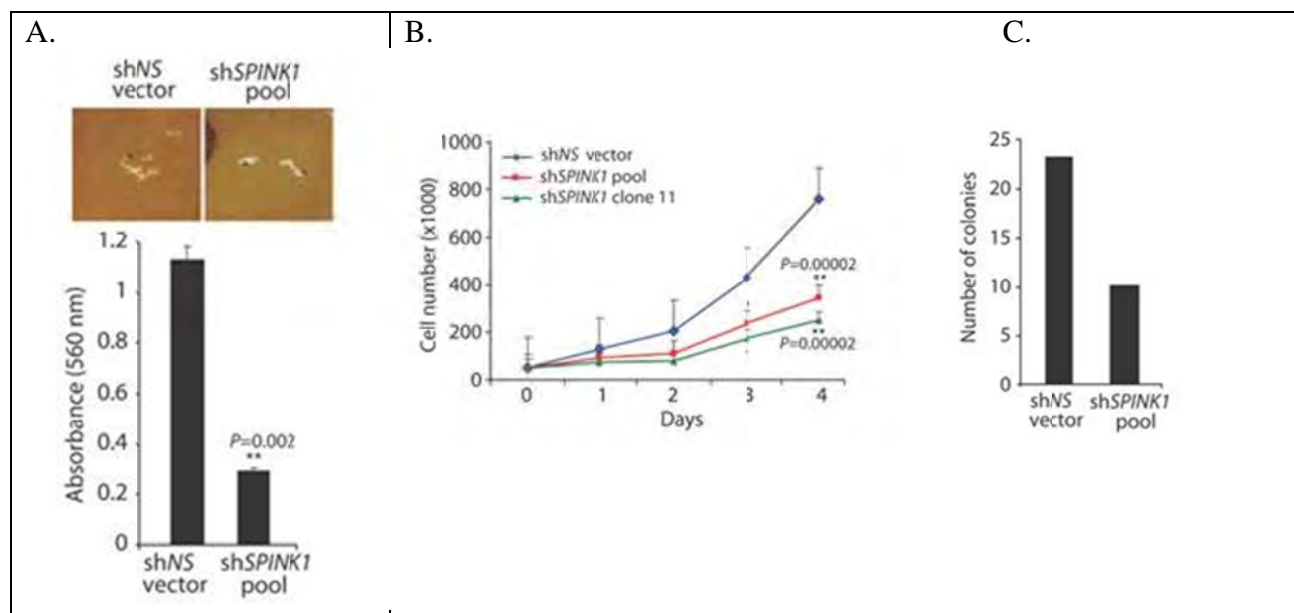 A.
shNS
vector
shSPINK1
pool
1.2
1
0.8
0.6
0.4
0.2
0
Absorbance (560 nm)
P=0.002
**
shNS
vector
shSPINK1
pool
B.
1000
800
600
400
200
0
Cell number (x1000)
shNS vector
shSPINK1 pool
shSPINK1 clone 11
P=0.00002
**
**
P=0.00002
0 1 2 3 4
Days
C.
25
20
15
10
5
0
Number of colonies
shNS
vector
shSPINK1
pool